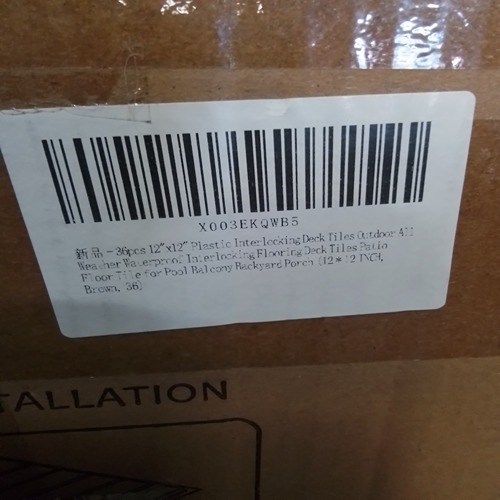 X003EKQWB5
新品 - 36pcs 12"x12" Plastic Interlocking Deck Tiles Outdoor All
Weather Waterproof Interlocking Flooring Deck Tiles Patio
Floor Tile for Pool Balcony Backyard Porch (12*12 INCH,
Brown, 36)
TALLATION